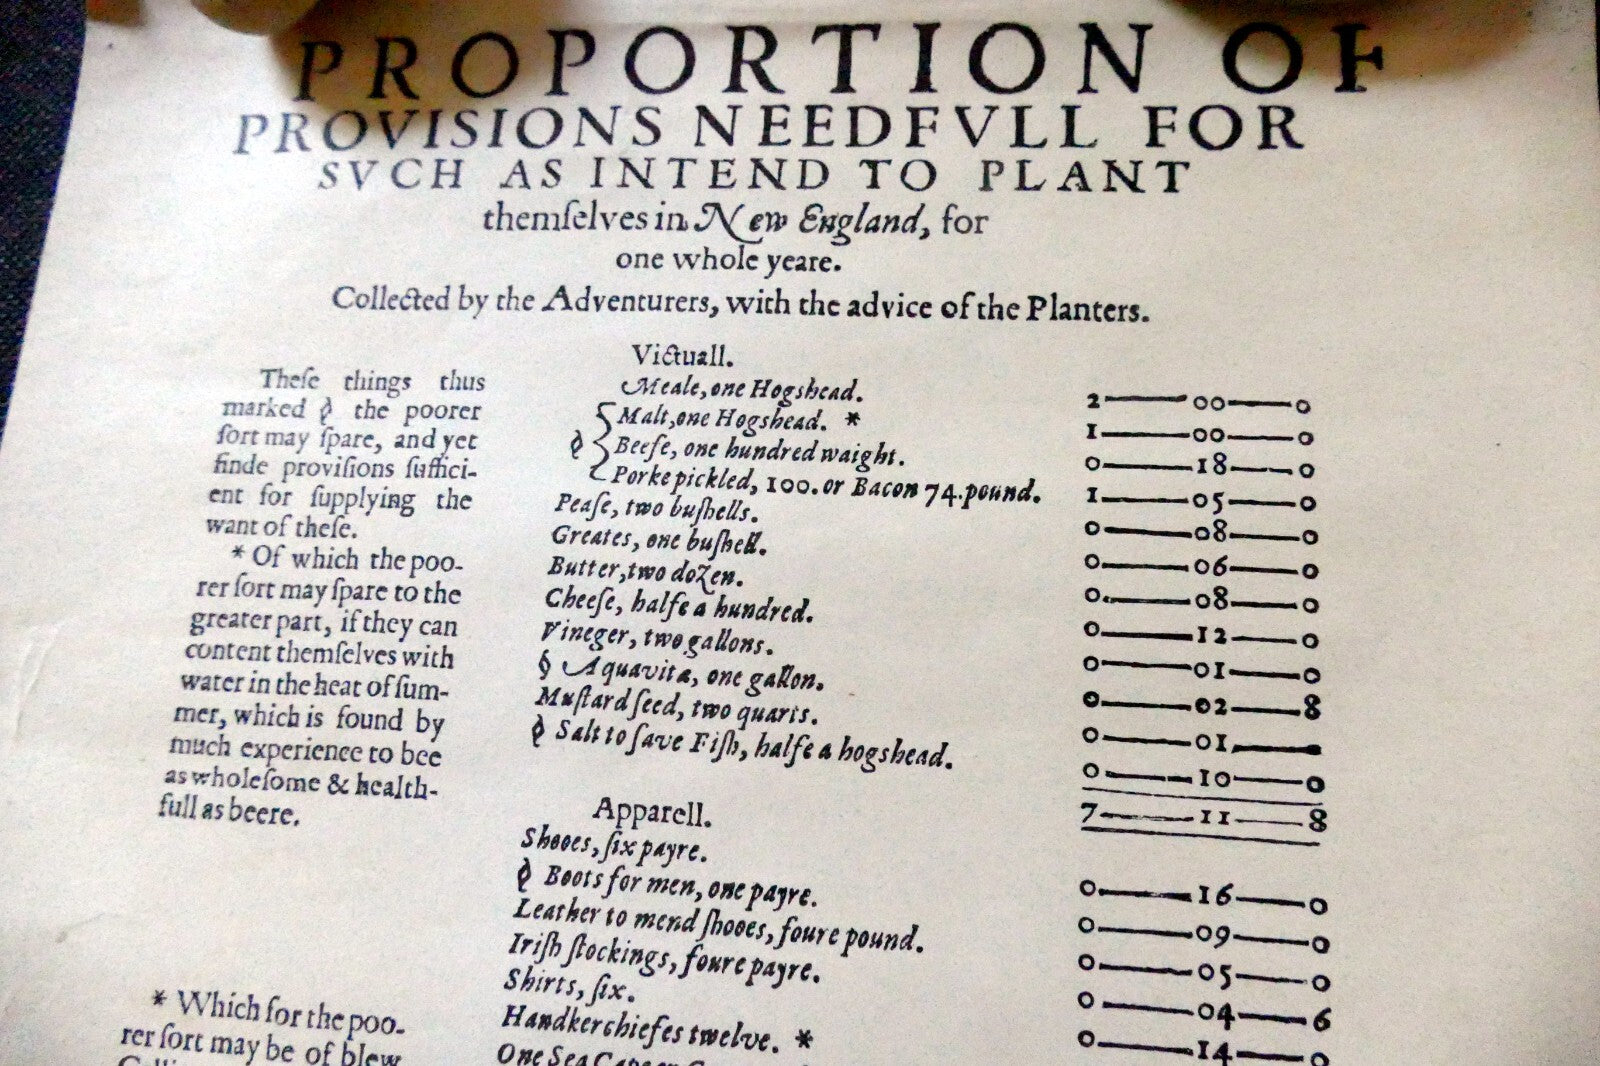 PROPORTION OF
PROVISIONS NEEDFVLL FOR
SVCH AS INTEND TO PLANT
themſelves in New England, for
one whole yeare.
Collected by the Adventurers, with the advice of the Planters.
Theſe things thus
marked ϕ the poorer
ſort may ſpare, and yet
finde proviſions ſuffici-
ent for ſupplying the
want of theſe.
* Of which the poo-
rer ſort may ſpare to the
greater part, if they can
content themſelves with
water in the heat of ſum-
mer, which is found by
much experience to bee
as wholeſome & health-
full as beere.
* Which for the poo-
rer ſort may be of blew
Victuall.
Meale, one Hogshead. 2—00—0
Malt, one Hogshead. * 1—00—0
ϕ Beefe, one hundred waight. 0—18—0
Porke pickled, 100. or Bacon 74. pound. 1—05—0
Peaſe, two buſhells. 0—08—0
Greates, one buſhell. 0—06—0
Butter, two dozen. 0—08—0
Cheeſe, halfe a hundred. 0—12—0
Vineger, two gallons. 0—01—0
ϕ Aquavitæ, one gallon. 0—02—8
Muſtard ſeed, two quarts. 0—01—0
ϕ Salt to ſave Fiſh, halfe a hogshead. 0—10—0
7—11—8
Apparell.
Shooes, ſix payre. 0—16—0
ϕ Boots for men, one payre. 0—09—0
Leather to mend ſhooes, foure pound. 0—05—0
Iriſh ſtockings, foure payre. 0—04—6
Shirts, ſix. 0—14—0
Handkerchiefes twelve. *
One Sea Cape or